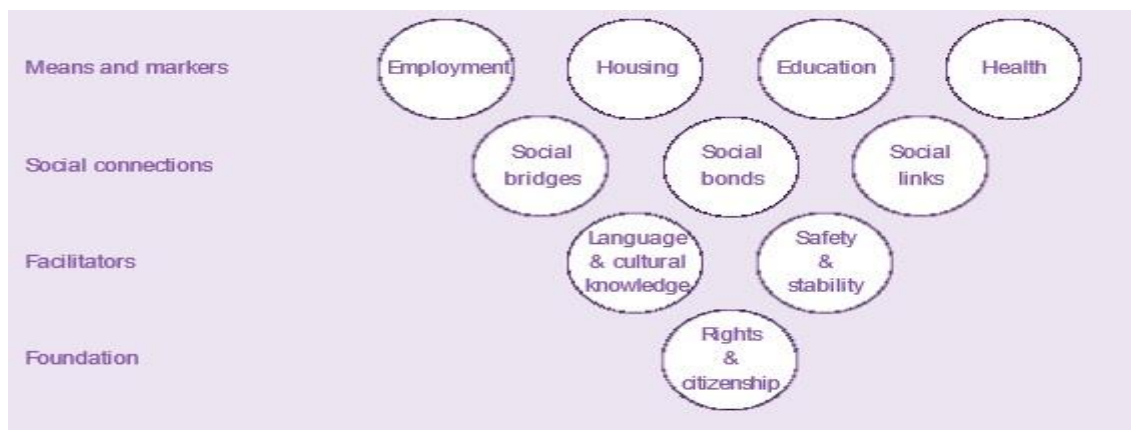 Means and markers
Employment
Housing
Education
Health
Social connections
Social
bridges
Social
bonds
Social
links
Facilitators
Language
& cultural
knowledge
Safety
&
stability
Foundation
Rights
&
citizenship